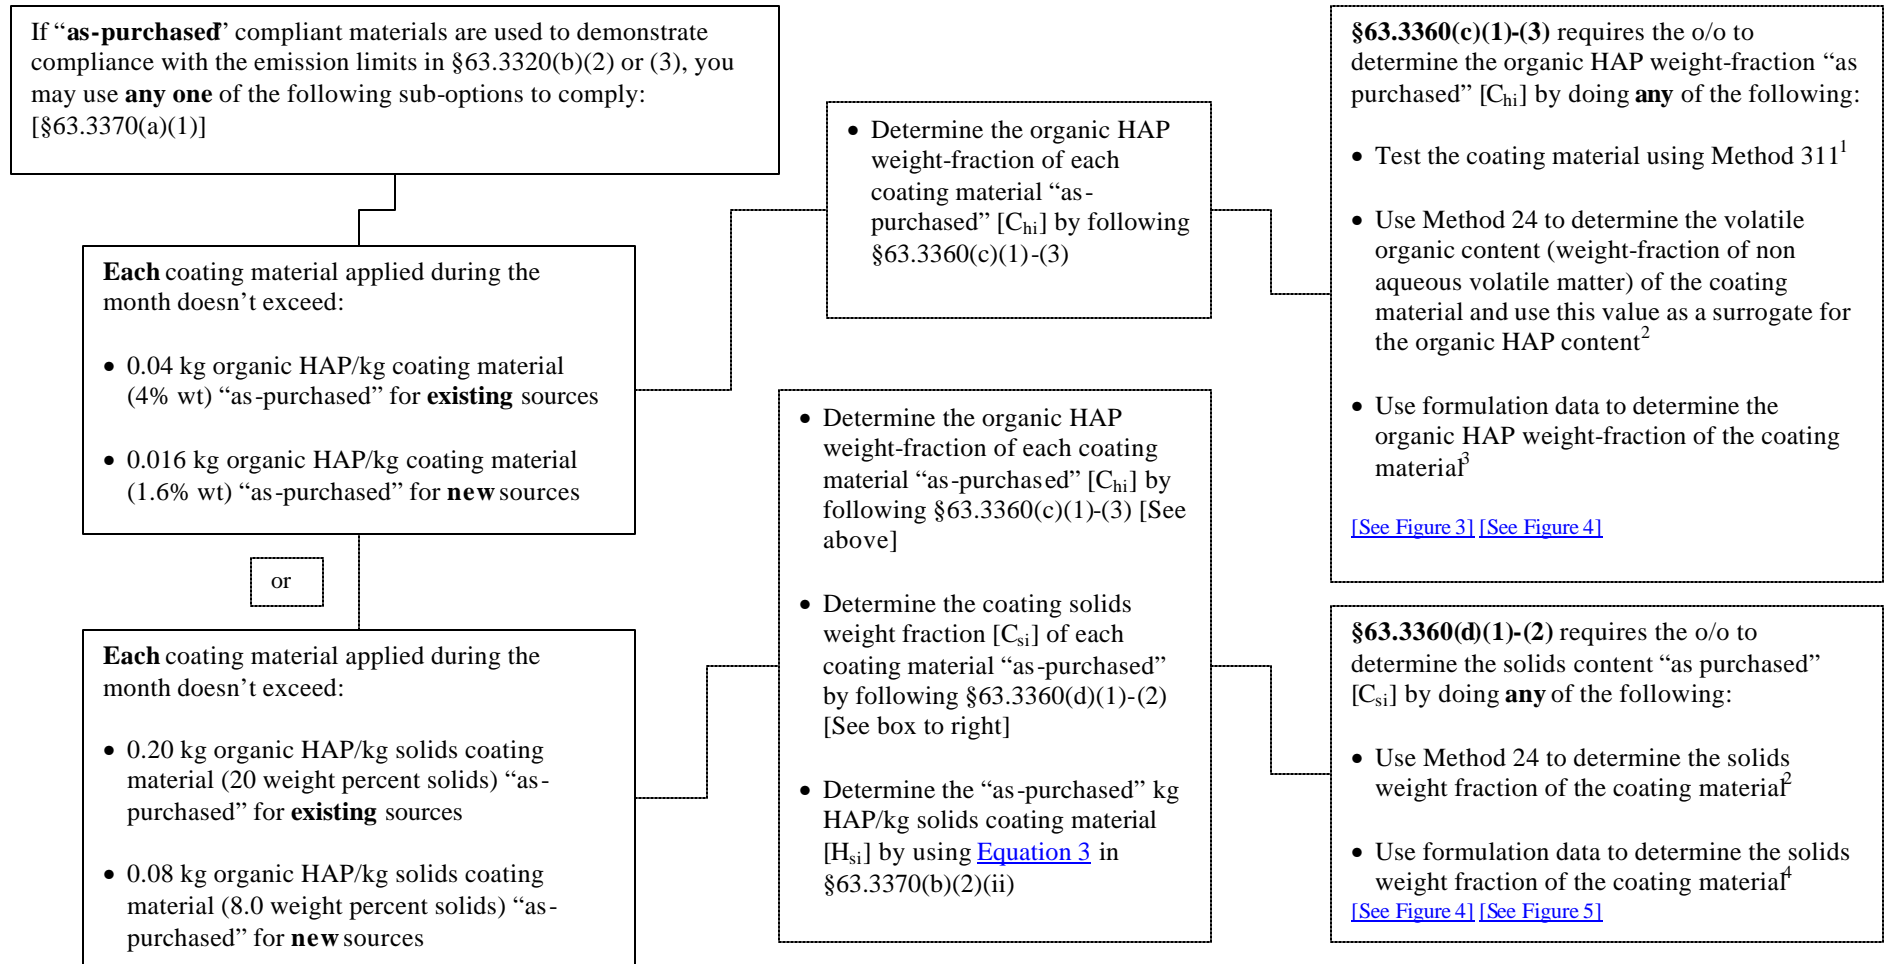 If “as-purchased” compliant materials are used to demonstrate
compliance with the emission limits in §63.3320(b)(2) or (3), you
may use any one of the following sub-options to comply:
[§63.3370(a)(1)]
Each coating material applied during the
month doesn’t exceed:
• 0.04 kg organic HAP/kg coating material
(4% wt) “as-purchased” for existing sources
• 0.016 kg organic HAP/kg coating material
(1.6% wt) “as-purchased” for new sources
or
Each coating material applied during the
month doesn’t exceed:
• 0.20 kg organic HAP/kg solids coating
material (20 weight percent solids) “as-
purchased” for existing sources
• 0.08 kg organic HAP/kg solids coating
material (8.0 weight percent solids) “as-
purchased” for new sources
• Determine the organic HAP
weight-fraction of each
coating material “as-
purchased” [Chi] by following
§63.3360(c)(1)-(3)
• Determine the organic HAP
weight-fraction of each coating
material “as-purchased” [Chi] by
following §63.3360(c)(1)-(3) [See
above]
• Determine the coating solids
weight fraction [Csi] of each
coating material “as-purchased”
by following §63.3360(d)(1)-(2)
[See box to right]
• Determine the “as-purchased” kg
HAP/kg solids coating material
[Hsi] by using Equation 3 in
§63.3370(b)(2)(ii)
§63.3360(c)(1)-(3) requires the o/o to
determine the organic HAP weight-fraction “as
purchased” [Chi] by doing any of the following:
• Test the coating material using Method 311¹
• Use Method 24 to determine the volatile
organic content (weight-fraction of non
aqueous volatile matter) of the coating
material and use this value as a surrogate for
the organic HAP content²
• Use formulation data to determine the
organic HAP weight-fraction of the coating
material³
[See Figure 3] [See Figure 4]
§63.3360(d)(1)-(2) requires the o/o to
determine the solids content “as purchased”
[Csi] by doing any of the following:
• Use Method 24 to determine the solids
weight fraction of the coating material²
• Use formulation data to determine the solids
weight fraction of the coating material⁴
[See Figure 4] [See Figure 5]